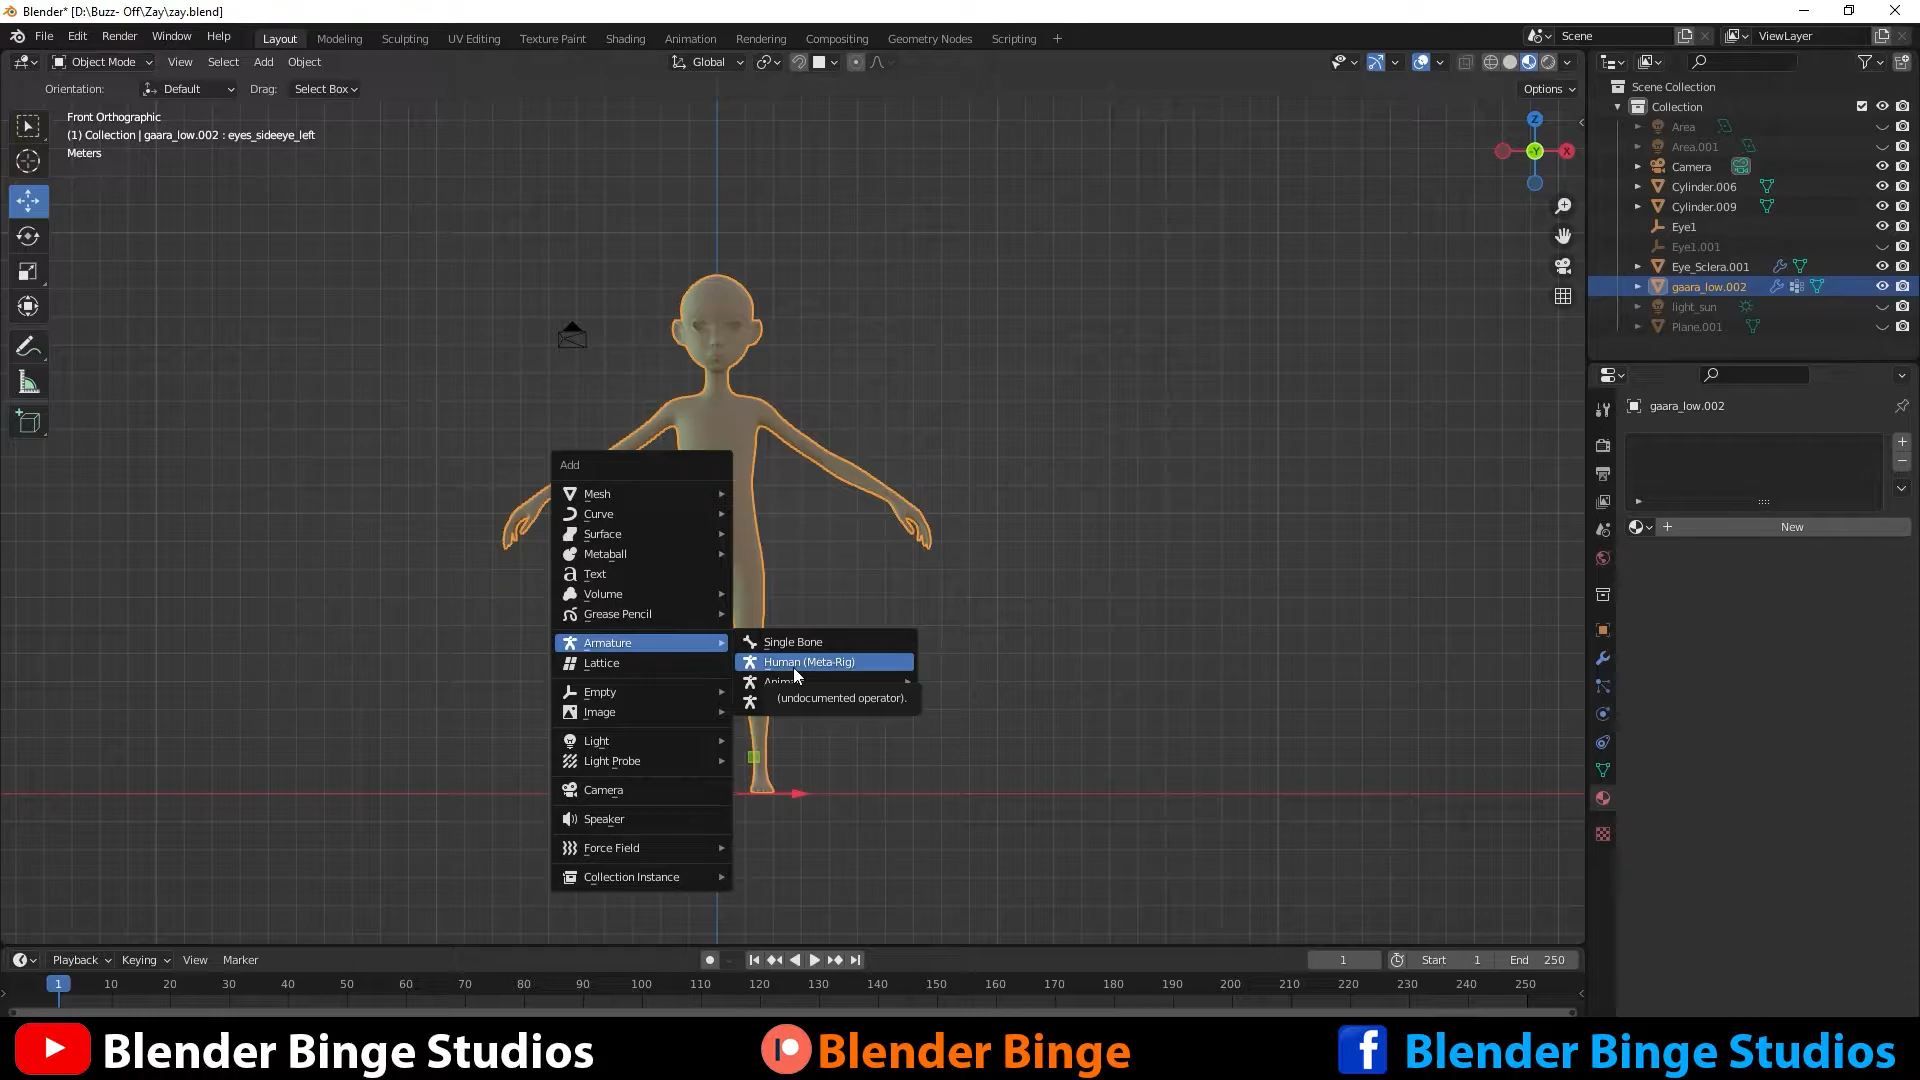 Blender* [D:\Buzz- Off\Zay\zay.blend]
File Edit Render Window Help Layout Modeling Sculpting UV Editing Texture Paint Shading Animation Rendering Compositing Geometry Nodes Scripting + Scene ViewLayer
Object Mode View Select Add Object Global
Orientation: Default Drag: Select Box Options
Front Orthographic
(1) Collection | gaara_low.002 : eyes_sideeye_left
Meters
Z
-Y
X
Scene Collection
Collection
Area
Area.001
Camera
Cylinder.006
Cylinder.009
Eye1
Eye1.001
Eye_Sclera.001
gaara_low.002
light_sun
Plane.001
gaara_low.002
New
Add
Mesh
Curve
Surface
Metaball
Text
Volume
Grease Pencil
Armature
Lattice
Empty
Image
Light
Light Probe
Camera
Speaker
Force Field
Collection Instance
Single Bone
Human (Meta-Rig)
(undocumented operator).
Playback Keying View Marker 1 Start 1 End 250
1 10 20 30 40 50 60 70 80 90 100 110 120 130 140 150 160 170 180 190 200 210 220 230 240 250
Blender Binge Studios Blender Binge Blender Binge Studios